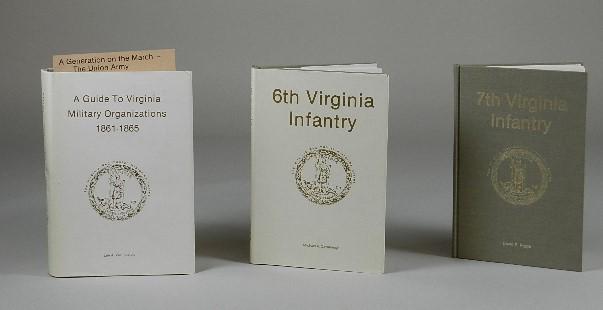 A Generation on the March –
The Union Army
A Guide To Virginia
Military Organizations
1861-1865
6th Virginia
Infantry
7th Virginia
Infantry